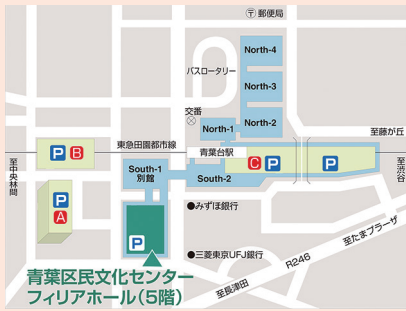 〒郵便局
North-4
バスロータリー
North-3
交番
North-1
North-2
至藤が丘
東急田園都市線
青葉台駅
P B
C P
P
至渋谷
至中央林間
South-1
別館
South-2
P
A
●みずほ銀行
P
●三菱東京UFJ銀行
至たまプラーザ
R246
至長津田
青葉区民文化センター
フィリアホール(5階)